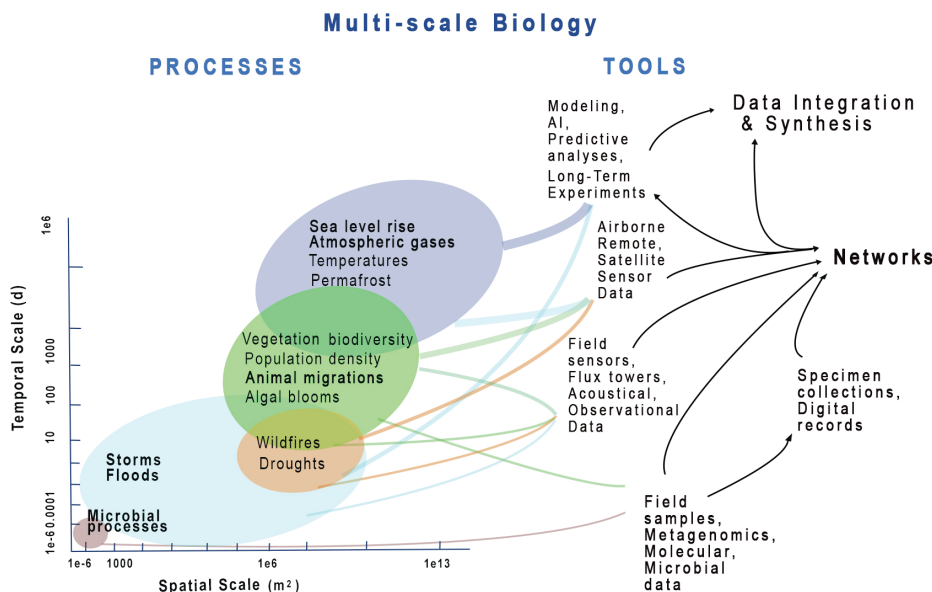 Multi-scale Biology
PROCESSES
TOOLS
Modeling,
AI,
Predictive
analyses,
Long-Term
Experiments
Data Integration
& Synthesis
Airborne
Remote,
Satellite
Sensor
Data
Networks
Field
sensors,
Flux towers,
Acoustical,
Observational
Data
Specimen
collections,
Digital
records
Field
samples,
Metagenomics,
Molecular,
Microbial
data
Sea level rise
Atmospheric gases
Temperatures
Permafrost
Vegetation biodiversity
Population density
Animal migrations
Algal blooms
Wildfires
Droughts
Storms
Floods
Microbial
processes
Temporal Scale (d)
1e6
1000
100
10
0.0001
1e-6
1e-6
1000
1e6
1e13
Spatial Scale (m²)